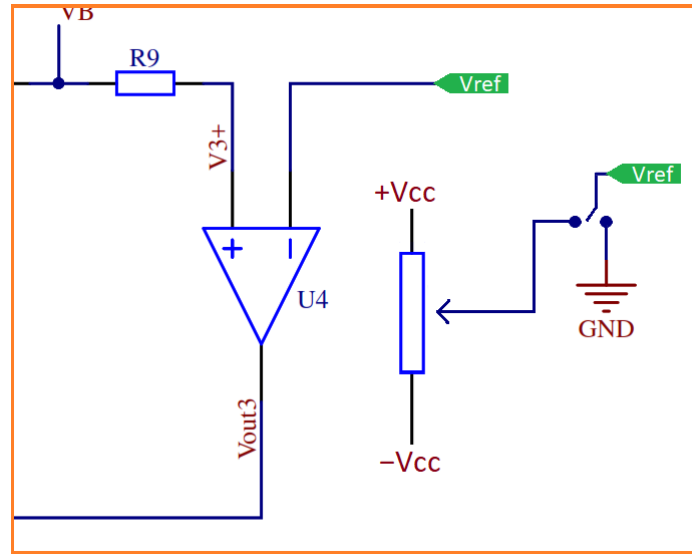 VB
R9
Vref
V3+
Vref
+Vcc
+
−
U4
GND
Vout3
−Vcc